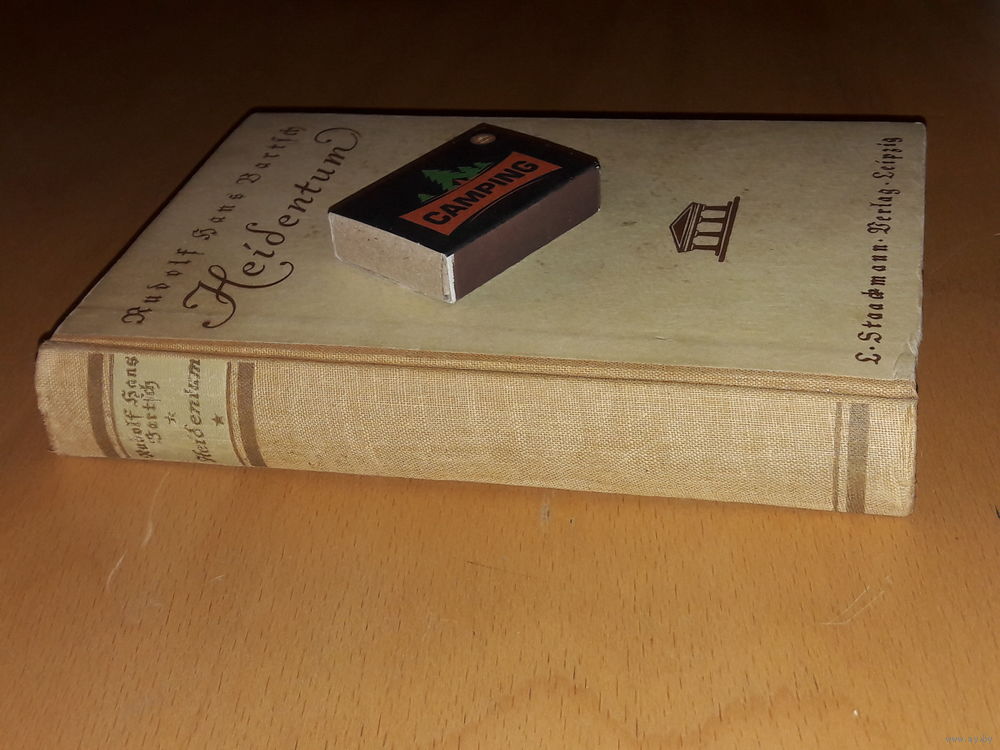 Rudolf Hans Bartsch
Heidentum
CAMPING
L. Staackmann · Verlag · Leipzig
Rudolf Hans
Bartsch
*
Heidentum
*